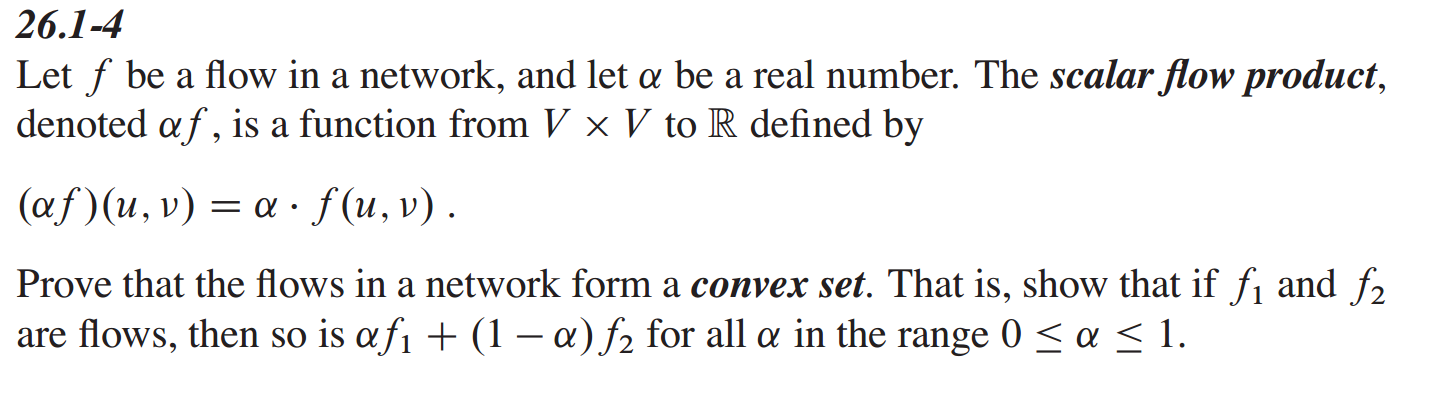 26.1-4
Let f be a flow in a network, and let α be a real number. The scalar flow product,
denoted αf, is a function from V × V to ℝ defined by
(αf)(u, v) = α · f(u, v) .
Prove that the flows in a network form a convex set. That is, show that if f₁ and f₂
are flows, then so is αf₁ + (1 − α) f₂ for all α in the range 0 ≤ α ≤ 1.